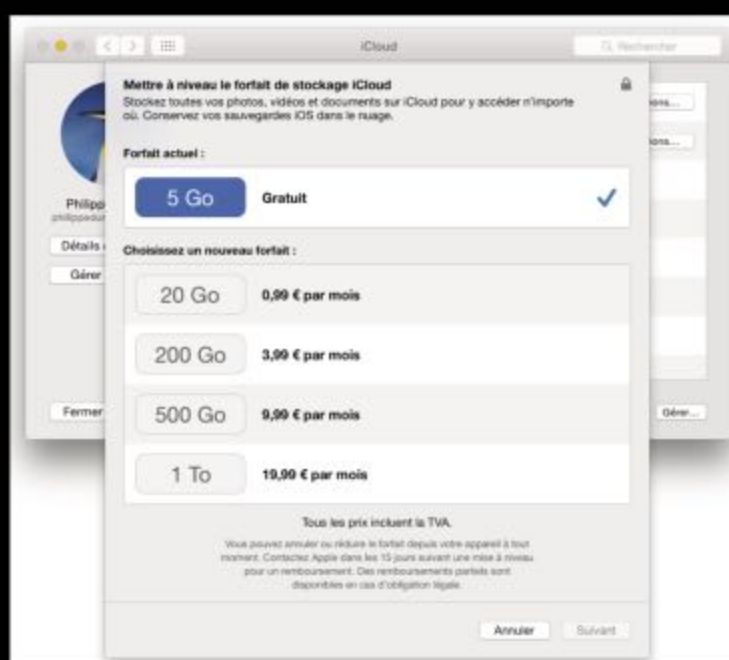 iCloud
Rechercher
Mettre à niveau le forfait de stockage iCloud
Stockez toutes vos photos, vidéos et documents sur iCloud pour y accéder n'importe
où. Conservez vos sauvegardes iOS dans le nuage.
Forfait actuel :
5 Go
Gratuit
Philipp
Détails
Choisissez un nouveau forfait :
Gérer
20 Go
0,99 € par mois
200 Go
3,99 € par mois
500 Go
9,99 € par mois
Fermer
Gérer...
1 To
19,99 € par mois
Tous les prix incluent la TVA.
Vous pouvez annuler ou réduire le forfait depuis votre appareil à tout
moment. Contactez Apple dans les 15 jours suivant une mise à niveau
pour un remboursement. Des remboursements partiels sont
disponibles en cas d'obligation légale.
Annuler
Suivant